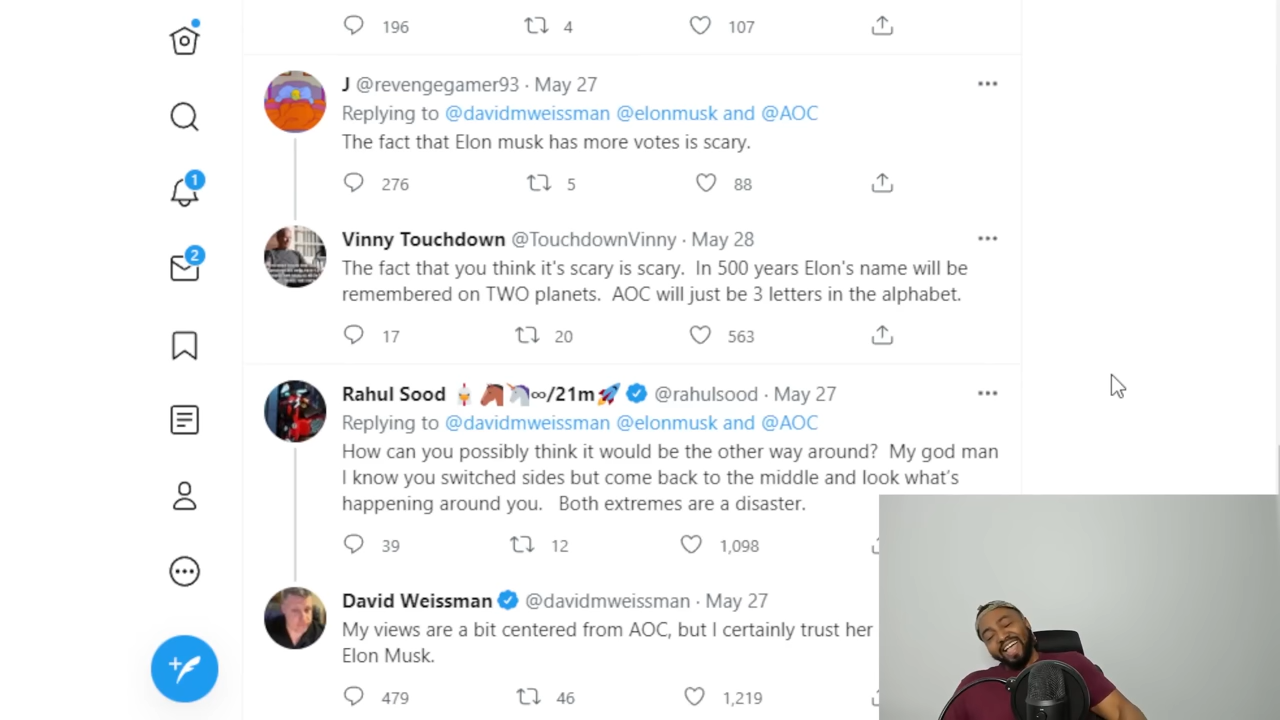 196 4 107
J @revengegamer93 · May 27
Replying to @davidmweissman @elonmusk and @AOC
The fact that Elon musk has more votes is scary.
276 5 88
Vinny Touchdown @TouchdownVinny · May 28
The fact that you think it's scary is scary. In 500 years Elon's name will be
remembered on TWO planets. AOC will just be 3 letters in the alphabet.
17 20 563
Rahul Sood 🐔🐴🦄∞/21m🚀 @rahulsood · May 27
Replying to @davidmweissman @elonmusk and @AOC
How can you possibly think it would be the other way around? My god man
I know you switched sides but come back to the middle and look what's
happening around you. Both extremes are a disaster.
39 12 1,098
David Weissman @davidmweissman · May 27
My views are a bit centered from AOC, but I certainly trust her
Elon Musk.
479 46 1,219
1
2